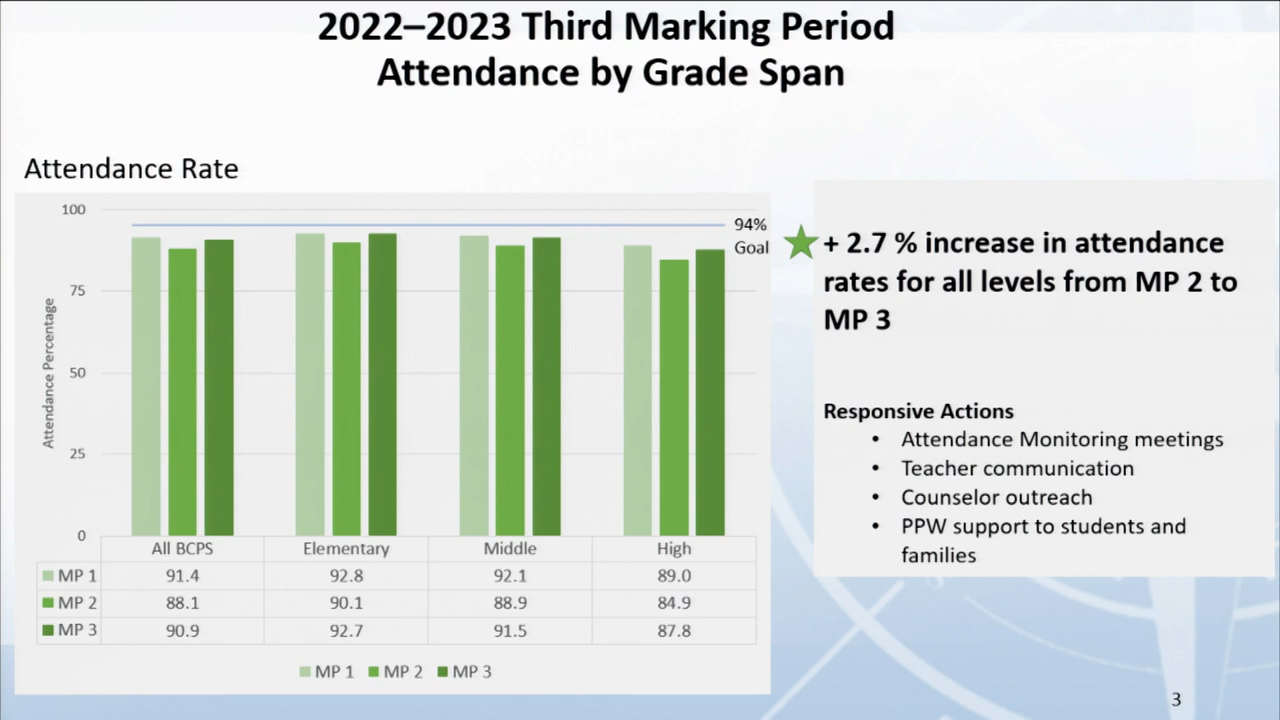 2022–2023 Third Marking Period
Attendance by Grade Span
Attendance Rate
100
75
50
25
0
Attendance Percentage
94%
Goal
All BCPS Elementary Middle High
MP 1 91.4 92.8 92.1 89.0
MP 2 88.1 90.1 88.9 84.9
MP 3 90.9 92.7 91.5 87.8
MP 1 MP 2 MP 3
+ 2.7 % increase in attendance
rates for all levels from MP 2 to
MP 3
Responsive Actions
• Attendance Monitoring meetings
• Teacher communication
• Counselor outreach
• PPW support to students and
families
3